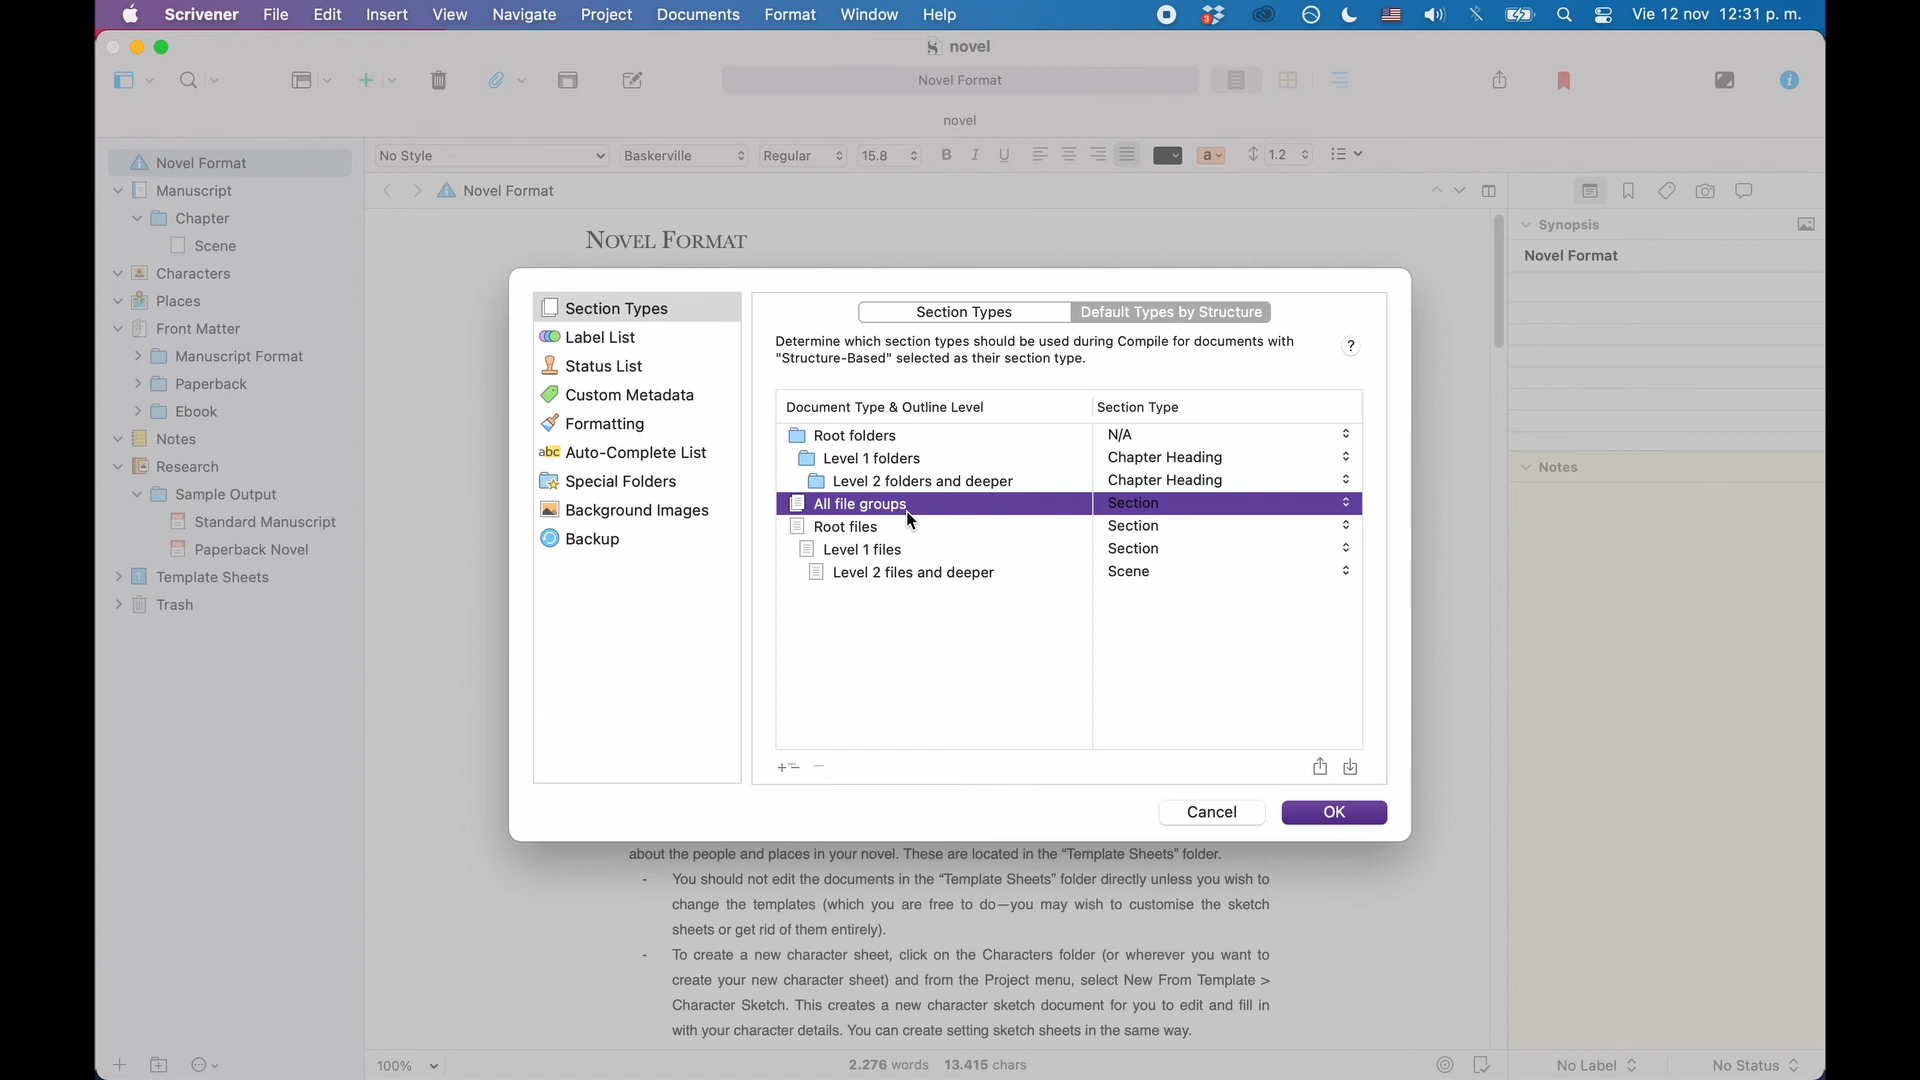 Scrivener File Edit Insert View Navigate Project Documents Format Window Help 3 Vie 12 nov 12:31 p. m.
novel
Novel Format
novel
No Style Baskerville Regular 15.8 B I U a 1.2
Novel Format
Manuscript
Chapter
Scene
Characters
Places
Front Matter
Manuscript Format
Paperback
Ebook
Notes
Research
Sample Output
Standard Manuscript
Paperback Novel
Template Sheets
Trash
Novel Format
NOVEL FORMAT
Section Types
Label List
Status List
Custom Metadata
Formatting
abc Auto-Complete List
Special Folders
Background Images
Backup
Section Types Default Types by Structure
Determine which section types should be used during Compile for documents with
"Structure-Based" selected as their section type.
?
Document Type & Outline Level Section Type
Root folders N/A
Level 1 folders Chapter Heading
Level 2 folders and deeper Chapter Heading
All file groups Section
Root files Section
Level 1 files Section
Level 2 files and deeper Scene
Cancel OK
about the people and places in your novel. These are located in the “Template Sheets” folder.
- You should not edit the documents in the “Template Sheets” folder directly unless you wish to
change the templates (which you are free to do—you may wish to customise the sketch
sheets or get rid of them entirely).
- To create a new character sheet, click on the Characters folder (or wherever you want to
create your new character sheet) and from the Project menu, select New From Template >
Character Sketch. This creates a new character sketch document for you to edit and fill in
with your character details. You can create setting sketch sheets in the same way.
Synopsis
Novel Format
Notes
100% 2.276 words 13.415 chars No Label No Status